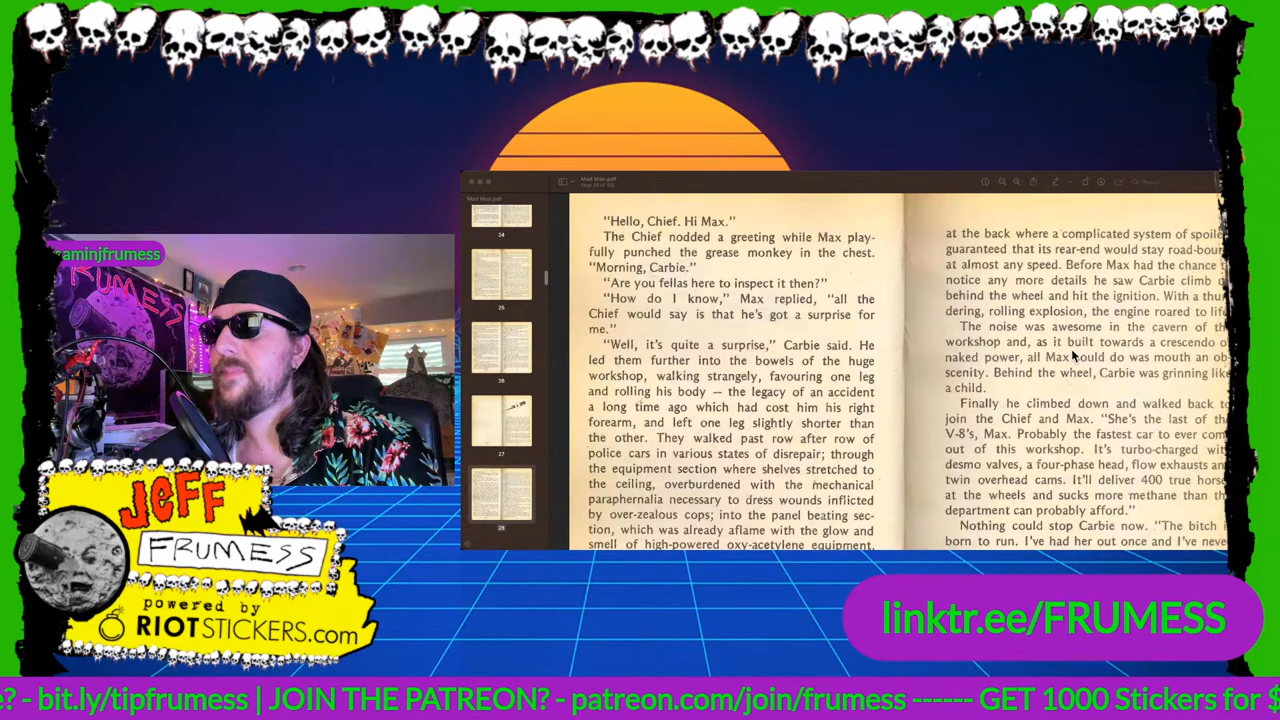 Mad Max.pdf
Mad Max.pdf
24
25
26
27
28
"Hello, Chief. Hi Max."
The Chief nodded a greeting while Max play-
fully punched the grease monkey in the chest.
"Morning, Carbie."
"Are you fellas here to inspect it then?"
"How do I know," Max replied, "all the
Chief would say is that he's got a surprise for
me."
"Well, it's quite a surprise," Carbie said. He
led them further into the bowels of the huge
workshop, walking strangely, favouring one leg
and rolling his body — the legacy of an accident
a long time ago which had cost him his right
forearm, and left one leg slightly shorter than
the other. They walked past row after row of
police cars in various states of disrepair; through
the equipment section where shelves stretched to
the ceiling, overburdened with the mechanical
paraphernalia necessary to dress wounds inflicted
by over-zealous cops; into the panel beating sec-
tion, which was already aflame with the glow and
smell of high-powered oxy-acetylene equipment.
at the back where a complicated system of spoile
guaranteed that its rear-end would stay road-boun
at almost any speed. Before Max had the chance t
notice any more details he saw Carbie climb u
behind the wheel and hit the ignition. With a thun
dering, rolling explosion, the engine roared to life
The noise was awesome in the cavern of th
workshop and, as it built towards a crescendo o
naked power, all Max could do was mouth an ob-
scenity. Behind the wheel, Carbie was grinning like
a child.
Finally he climbed down and walked back to
join the Chief and Max. "She's the last of the
V-8's, Max. Probably the fastest car to ever com
out of this workshop. It's turbo-charged with
desmo valves, a four-phase head, flow exhausts an
twin overhead cams. It'll deliver 400 true horse
at the wheels and sucks more methane than th
department can probably afford."
Nothing could stop Carbie now. "The bitch i
born to run. I've had her out once and I've neve
aminjfrumess
FRUMESS
JEFF
FRUMESS
powered by
RIOTSTICKERS.com
linktr.ee/FRUMESS
e? - bit.ly/tipfrumess | JOIN THE PATREON? - patreon.com/join/frumess ------ GET 1000 Stickers for $